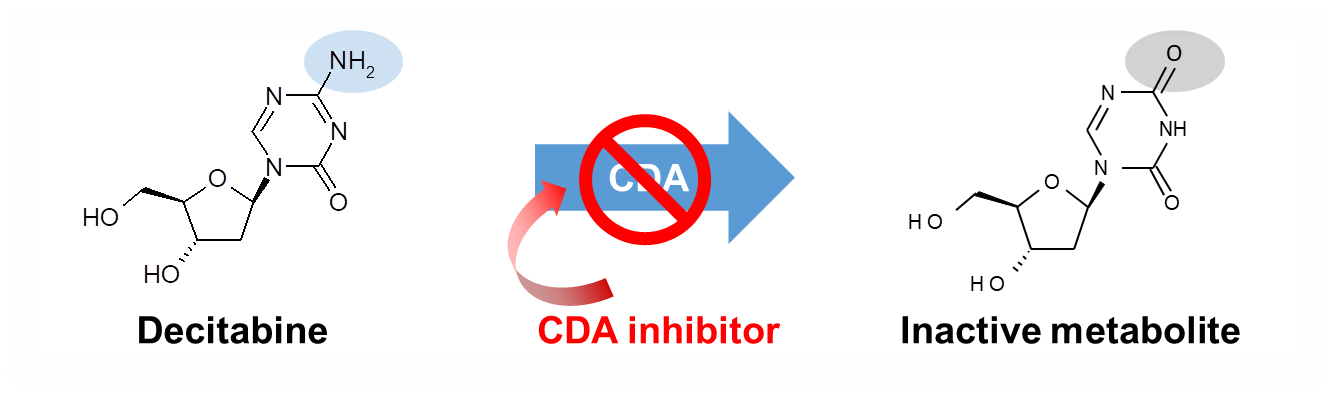 NH2
N
N
N
O
O
HO
HO
Decitabine
CDA
CDA inhibitor
O
N
NH
N
O
O
HO
HO
Inactive metabolite